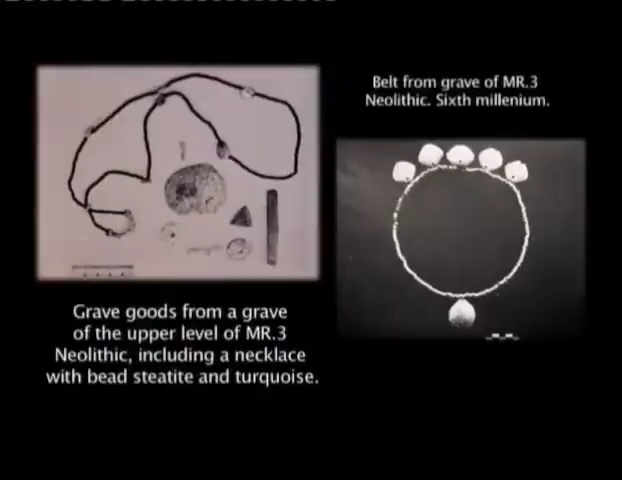 Belt from grave of MR.3
Neolithic. Sixth millenium.
Grave goods from a grave
of the upper level of MR.3
Neolithic, including a necklace
with bead steatite and turquoise.